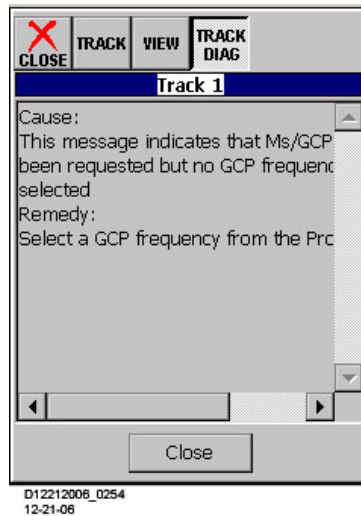 CLOSE
TRACK
VIEW
TRACK
DIAG
Track 1
Cause:
This message indicates that Ms/GCP
been requested but no GCP frequenc
selected
Remedy:
Select a GCP frequency from the Prc
Close
D12212006_0254
12-21-06